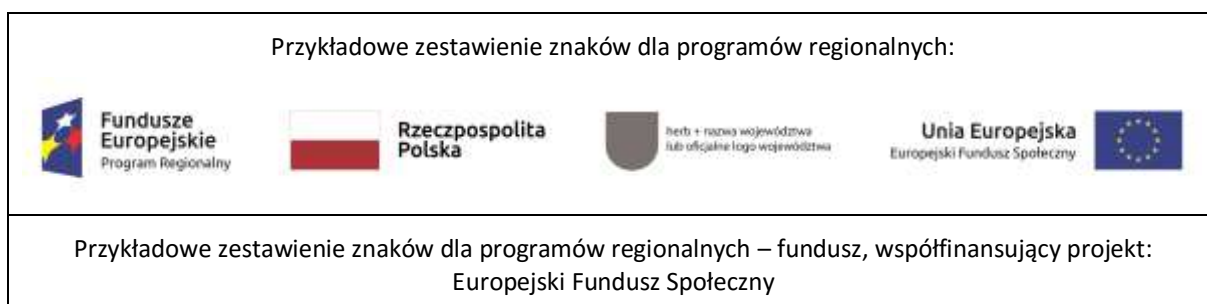 Przykładowe zestawienie znaków dla programów regionalnych:
Fundusze
Europejskie
Program Regionalny
Rzeczpospolita
Polska
herb + nazwa województwa
lub oficjalne logo województwa
Unia Europejska
Europejski Fundusz Społeczny
Przykładowe zestawienie znaków dla programów regionalnych – fundusz, współfinansujący projekt:
Europejski Fundusz Społeczny